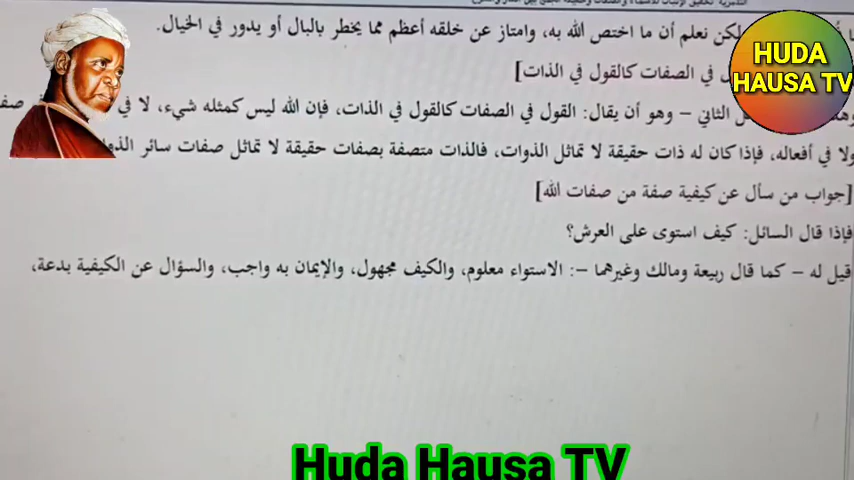 لكن نعلم أن ما اختص الله به، وامتاز عن خلقه أعظم مما يخطر بالبال أو يدور في الخيال.
في الصفات كالقول في الذات]
الثاني – وهو أن يقال: القول في الصفات كالقول في الذات، فإن الله ليس كمثله شيء، لا في
ولا في أفعاله، فإذا كان له ذات حقيقة لا تماثل الذوات، فالذات متصفة بصفات حقيقة لا تماثل صفات سائر
[جواب من سأل عن كيفية صفة من صفات الله]
فإذا قال السائل: كيف استوى على العرش؟
قيل له – كما قال ربيعة ومالك وغيرهما –: الاستواء معلوم، والكيف مجهول، والإيمان به واجب، والسؤال عن الكيفية بدعة،
HUDA
HAUSA TV
Huda Hausa TV